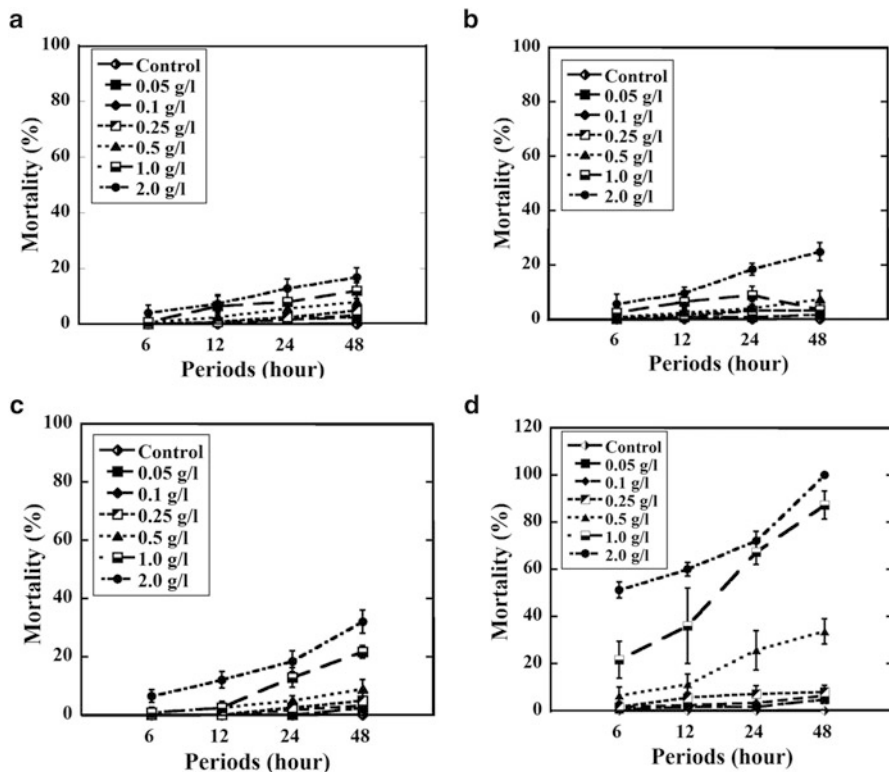 a
100
80
60
40
20
0
Mortality (%)
Control
0.05 g/l
0.1 g/l
0.25 g/l
0.5 g/l
1.0 g/l
2.0 g/l
6 12 24 48
Periods (hour)
b
100
80
60
40
20
0
Mortality (%)
Control
0.05 g/l
0.1 g/l
0.25 g/l
0.5 g/l
1.0 g/l
2.0 g/l
6 12 24 48
Periods (hour)
c
100
80
60
40
20
0
Mortality (%)
Control
0.05 g/l
0.1 g/l
0.25 g/l
0.5 g/l
1.0 g/l
2.0 g/l
6 12 24 48
Periods (hour)
d
120
100
80
60
40
20
0
Mortality (%)
Control
0.05 g/l
0.1 g/l
0.25 g/l
0.5 g/l
1.0 g/l
2.0 g/l
6 12 24 48
Periods (hour)